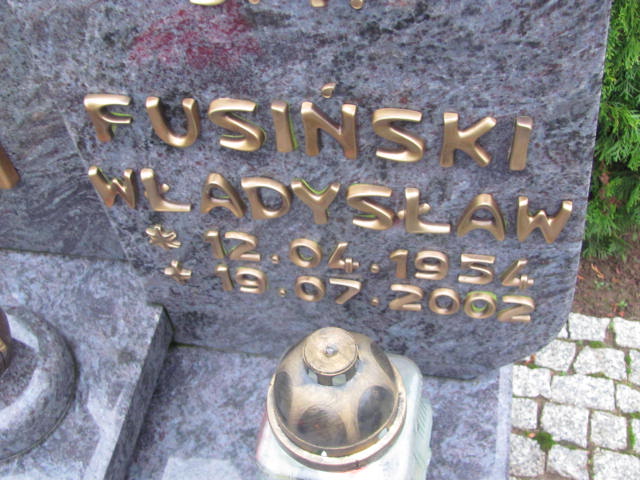 FUSIŃSKI
WŁADYSŁAW
* 12.04.1954
+ 19.07.2002